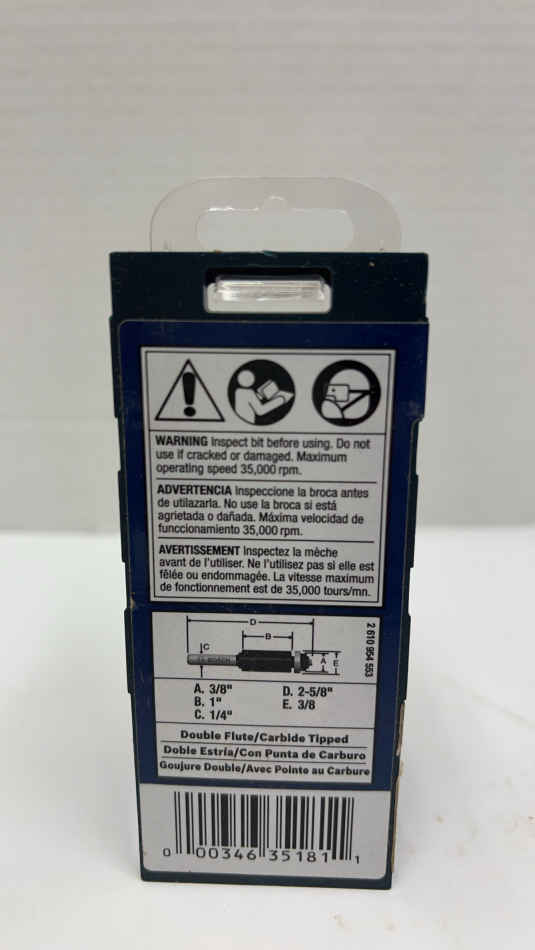 WARNING Inspect bit before using. Do not
use if cracked or damaged. Maximum
operating speed 35,000 rpm.
ADVERTENCIA Inspeccione la broca antes
de utilazarla. No use la broca si está
agrietada o dañada. Máxima velocidad de
funccionamiento 35,000 rpm.
AVERTISSEMENT Inspectez la mèche
avant de l'utiliser. Ne l'utilisez pas si elle est
fêlée ou endommagée. La vitesse maximum
de fonctionnement est de 35,000 tours/mn.
D
B
C
A
E
BOSCH
2 610 954 553
A. 3/8"
B. 1"
C. 1/4"
D. 2-5/8"
E. 3/8
Double Flute/Carbide Tipped
Doble Estría/Con Punta de Carburo
Goujure Double/Avec Pointe au Carbure
0 00346 35181 1